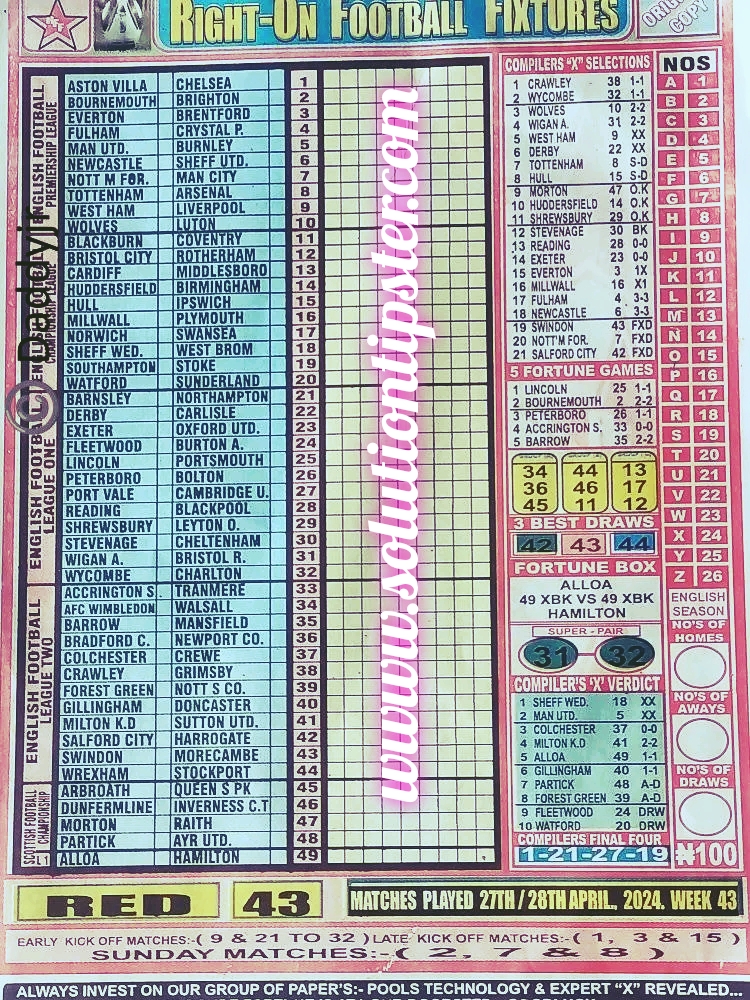 RIGHT-ON FOOTBALL FIXTURES
ORIGINAL COPY
ENGLISH FOOTBALL PREMIERSHIP LEAGUE
ASTON VILLA CHELSEA 1
BOURNEMOUTH BRIGHTON 2
EVERTON BRENTFORD 3
FULHAM CRYSTAL P. 4
MAN UTD. BURNLEY 5
NEWCASTLE SHEFF UTD. 6
NOTT M FOR. MAN CITY 7
TOTTENHAM ARSENAL 8
WEST HAM LIVERPOOL 9
WOLVES LUTON 10
BLACKBURN COVENTRY 11
BRISTOL CITY ROTHERHAM 12
CARDIFF MIDDLESBORO 13
HUDDERSFIELD BIRMINGHAM 14
HULL IPSWICH 15
MILLWALL PLYMOUTH 16
NORWICH SWANSEA 17
SHEFF WED. WEST BROM 18
SOUTHAMPTON STOKE 19
WATFORD SUNDERLAND 20
ENGLISH FOOTBALL LEAGUE ONE
BARNSLEY NORTHAMPTON 21
DERBY CARLISLE 22
EXETER OXFORD UTD. 23
FLEETWOOD BURTON A. 24
LINCOLN PORTSMOUTH 25
PETERBORO BOLTON 26
PORT VALE CAMBRIDGE U. 27
READING BLACKPOOL 28
SHREWSBURY LEYTON O. 29
STENEVAGE CHELTENHAM 30
WIGAN A. BRISTOL R. 31
WYCOMBE CHARLTON 32
ENGLISH FOOTBALL LEAGUE TWO
ACCRINGTON S. TRANMERE 33
AFC WIMBLEDON WALSALL 34
BARROW MANSFIELD 35
BRADFORD C. NEWPORT CO. 36
COLCHESTER CREWE 37
CRAWLEY GRIMSBY 38
FOREST GREEN NOTT S CO. 39
GILLINGHAM DONCASTER 40
MILTON K.D SUTTON UTD. 41
SALFORD CITY HARROGATE 42
SWINDON MORECAMBE 43
WREXHAM STOCKPORT 44
SCOTTISH FOOTBALL CHAMPIONSHIP
ARBROATH QUEEN S PK 45
DUNFERMLINE INVERNESS C.T 46
MORTON RAITH 47
PARTICK AYR UTD. 48
L1
ALLOA HAMILTON 49
© Daddyjr
www.solutiontipster.com
COMPILERS "X" SELECTIONS
1 CRAWLEY 38 1-1
2 WYCOMBE 32 1-1
3 WOLVES 10 2-2
4 WIGAN A. 31 2-2
5 WEST HAM 9 XX
6 DERBY 22 XX
7 TOTTENHAM 8 S-D
8 HULL 15 S-D
9 MORTON 47 O.K
10 HUDDERSFIELD 14 O.K
11 SHREWSBURY 29 O.K
12 STEVENAGE 30 BK
13 READING 28 0-0
14 EXETER 23 0-0
15 EVERTON 3 1X
16 MILLWALL 16 X1
17 FULHAM 4 3-3
18 NEWCASTLE 6 3-3
19 SWINDON 43 FXD
20 NOTT'M FOR. 7 FXD
21 SALFORD CITY 42 FXD
5 FORTUNE GAMES
1 LINCOLN 25 1-1
2 BOURNEMOUTH 2 2-2
3 PETERBORO 26 1-1
4 ACCRINGTON S. 33 0-0
5 BARROW 35 2-2
34 44 13
36 46 17
45 11 12
3 BEST DRAWS
42 43 44
FORTUNE BOX
ALLOA
49 XBK VS 49 XBK
HAMILTON
SUPER - PAIR
31 32
COMPILER'S 'X' VERDICT
1 SHEFF WED. 18 XX
2 MAN UTD. 5 XX
3 COLCHESTER 37 0-0
4 MILTON K.D 41 2-2
5 ALLOA 49 1-1
6 GILLINGHAM 40 1-1
7 PARTICK 48 A-D
8 FOREST GREEN 39 A-D
9 FLEETWOOD 24 DRW
10 WATFORD 20 DRW
COMPILERS FINAL FOUR
1-21-27-19
NOS
A 1
B 2
C 3
D 4
E 5
F 6
G 7
H 8
I 9
J 10
K 11
L 12
M 13
N 14
O 15
P 16
Q 17
R 18
S 19
T 20
U 21
V 22
W 23
X 24
Y 25
Z 26
ENGLISH SEASON
NO'S OF HOMES
NO'S OF AWAYS
NO'S OF DRAWS
₦100
RED 43 MATCHES PLAYED 27TH/28TH APRIL., 2024. WEEK 43
EARLY KICK OFF MATCHES:-( 9 & 21 TO 32 ) LATE KICK OFF MATCHES:-( 1, 3 & 15 )
SUNDAY MATCHES:-( 2, 7 & 8 )
ALWAYS INVEST ON OUR GROUP OF PAPER'S:- POOLS TECHNOLOGY & EXPERT "X" REVEALED...